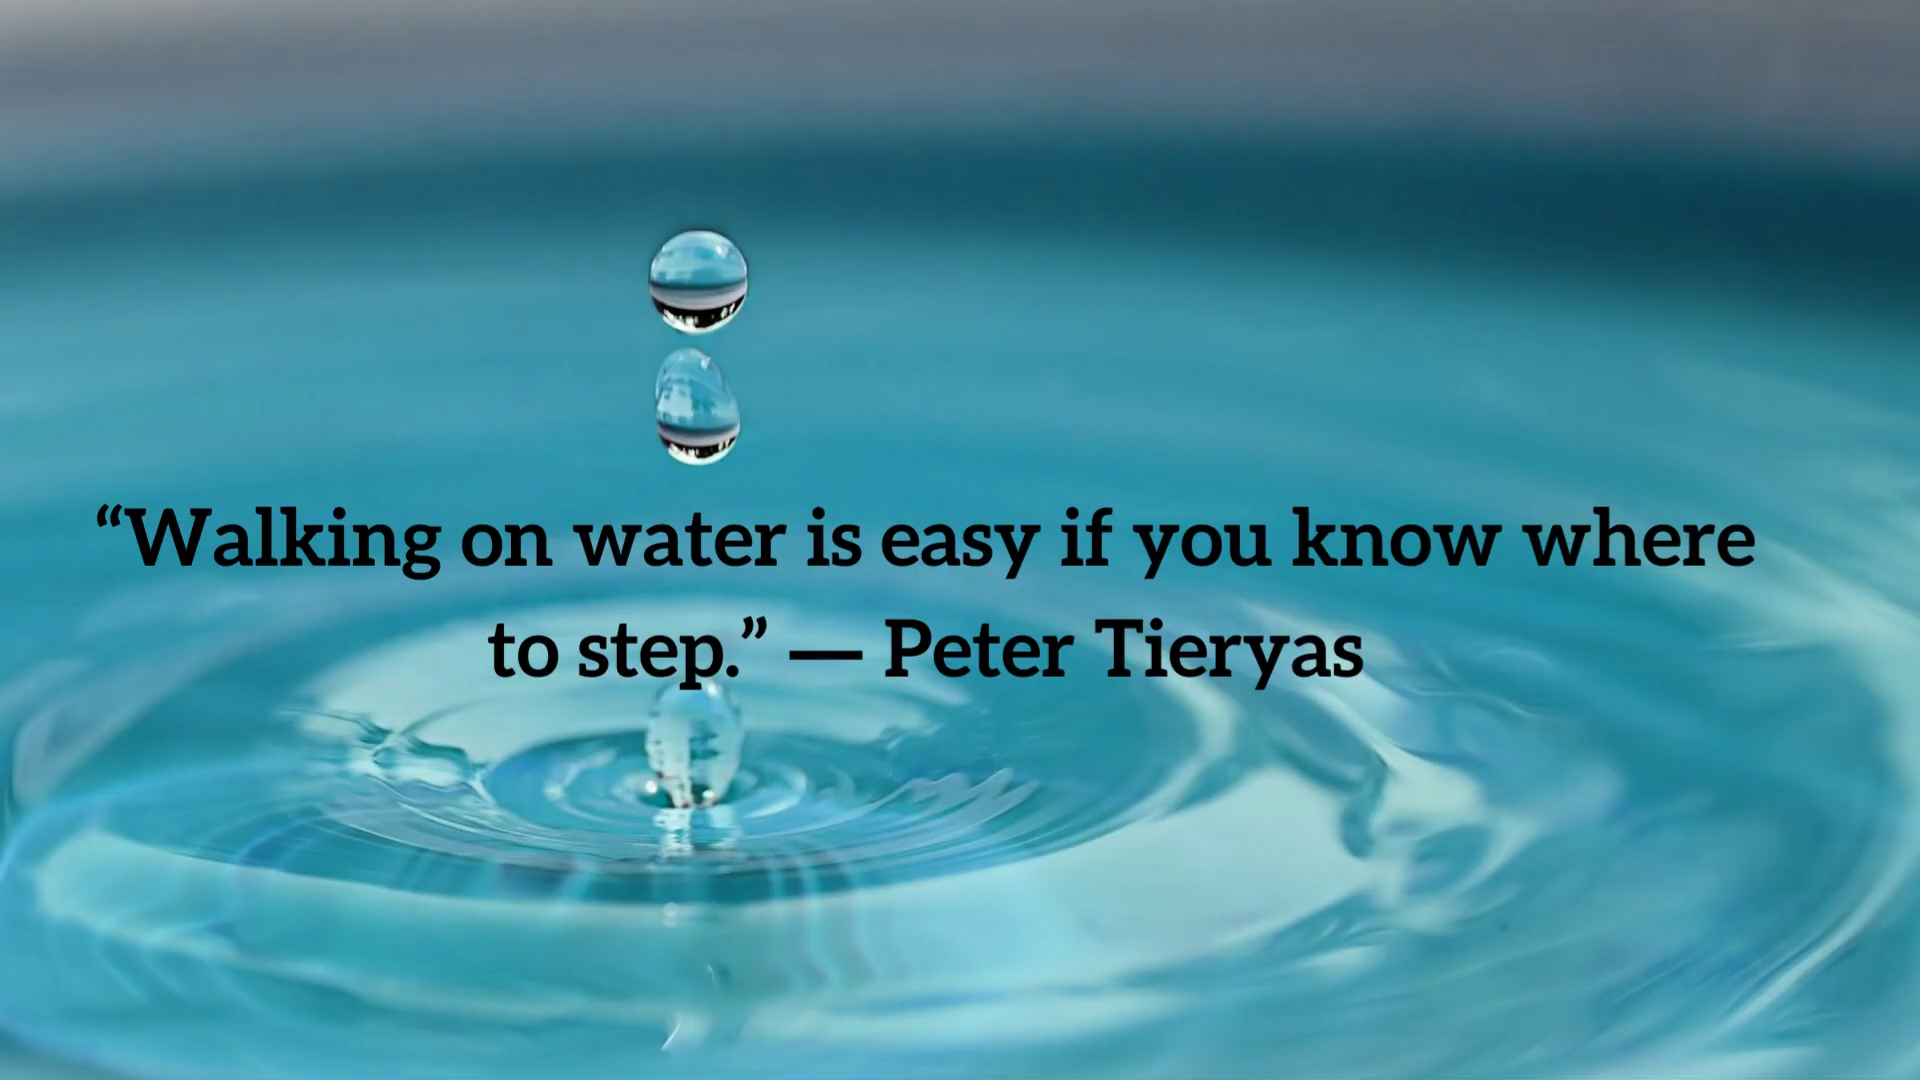 “Walking on water is easy if you know where
to step.” — Peter Tieryas